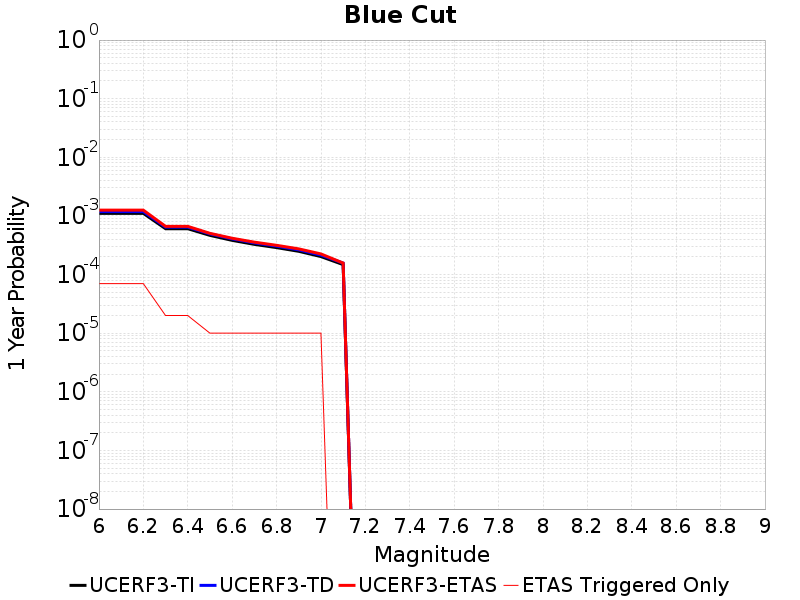 Blue Cut
10^0
10^-1
10^-2
10^-3
10^-4
10^-5
10^-6
10^-7
10^-8
1 Year Probability
6 6.2 6.4 6.6 6.8 7 7.2 7.4 7.6 7.8 8 8.2 8.4 8.6 8.8 9
Magnitude
UCERF3-TI UCERF3-TD UCERF3-ETAS ETAS Triggered Only